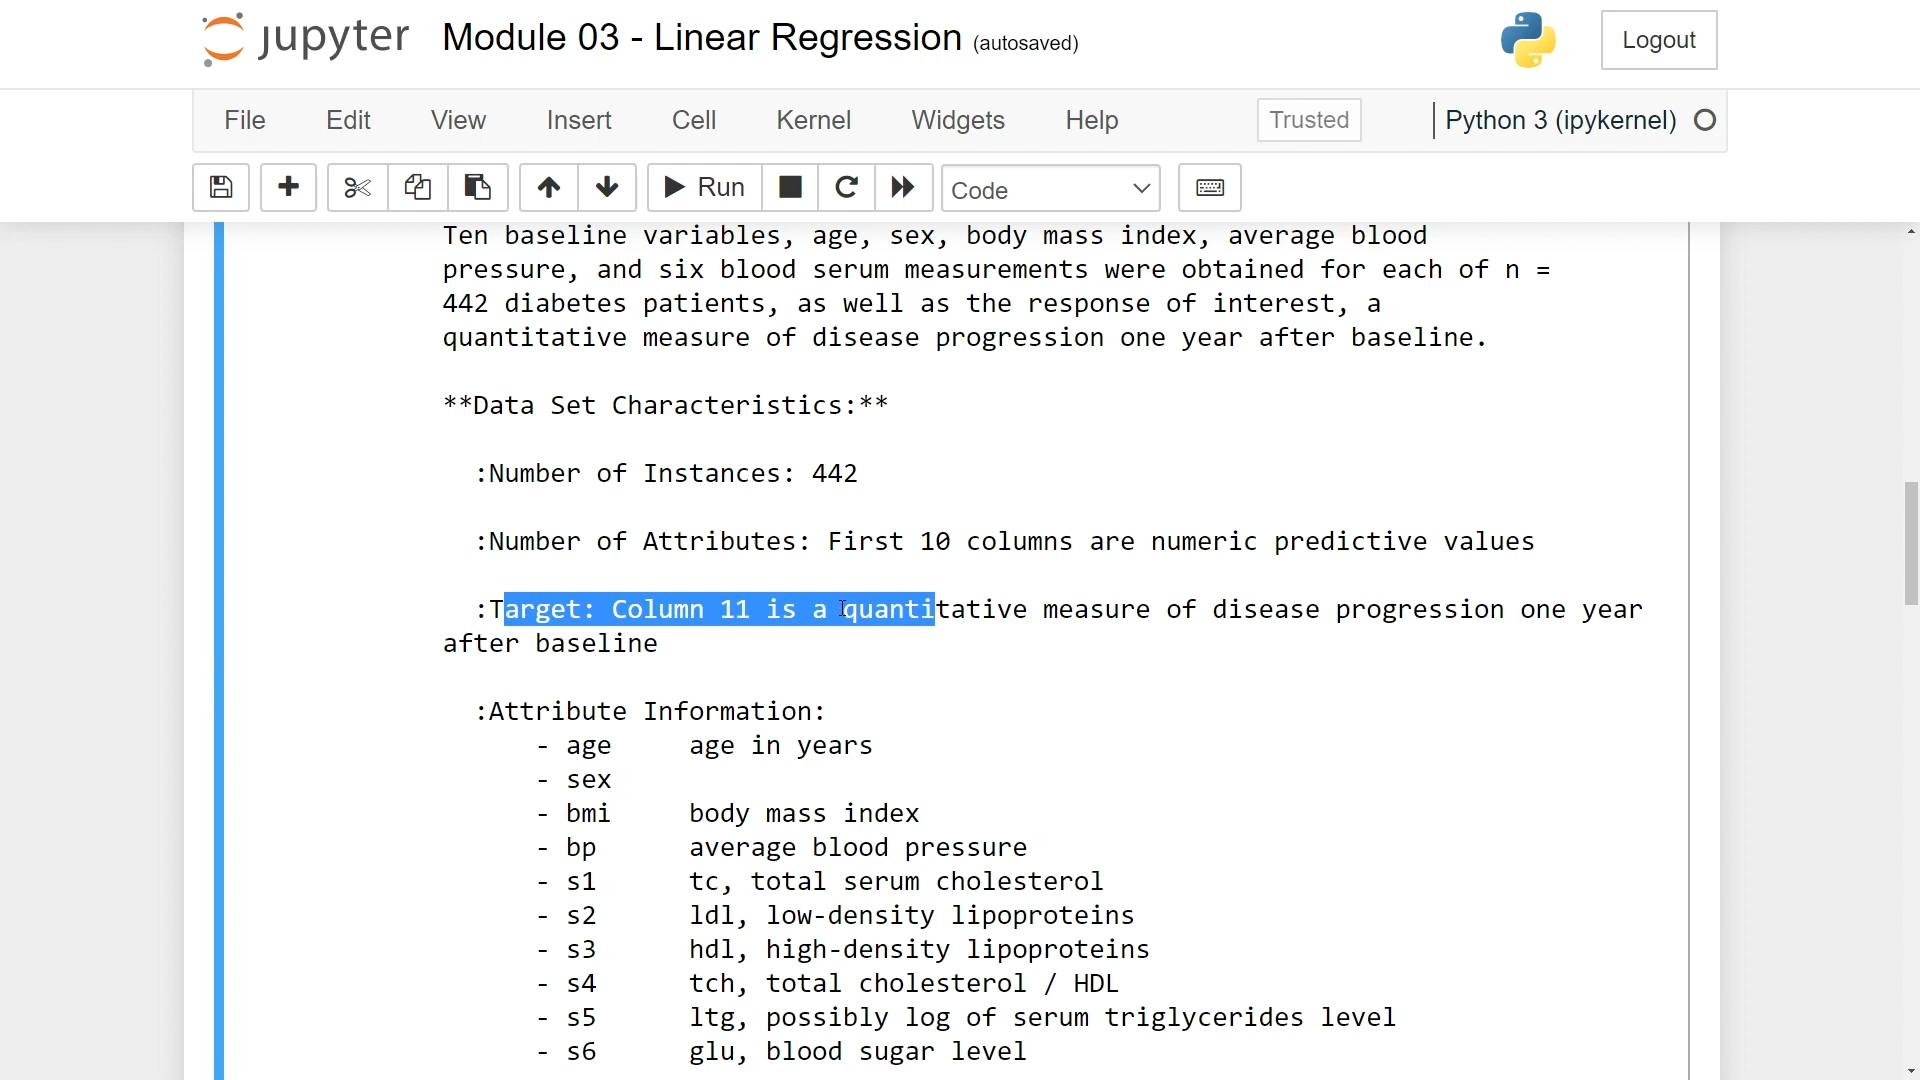 jupyter Module 03 - Linear Regression (autosaved) Logout
File Edit View Insert Cell Kernel Widgets Help Trusted Python 3 (ipykernel)
Run Code
Ten baseline variables, age, sex, body mass index, average blood
pressure, and six blood serum measurements were obtained for each of n =
442 diabetes patients, as well as the response of interest, a
quantitative measure of disease progression one year after baseline.
**Data Set Characteristics:**
:Number of Instances: 442
:Number of Attributes: First 10 columns are numeric predictive values
:Target: Column 11 is a quantitative measure of disease progression one year
after baseline
:Attribute Information:
- age age in years
- sex
- bmi body mass index
- bp average blood pressure
- s1 tc, total serum cholesterol
- s2 ldl, low-density lipoproteins
- s3 hdl, high-density lipoproteins
- s4 tch, total cholesterol / HDL
- s5 ltg, possibly log of serum triglycerides level
- s6 glu, blood sugar level